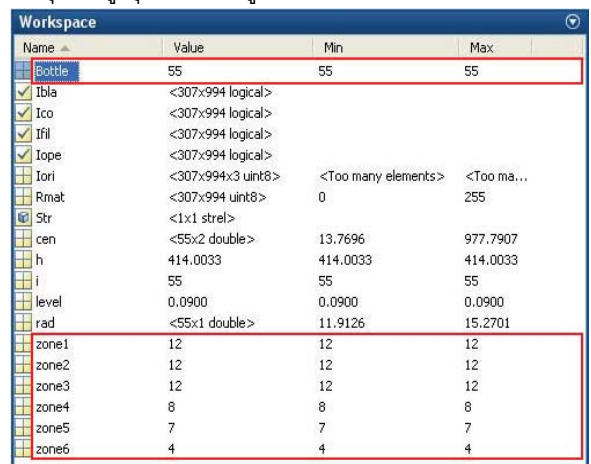 Workspace
Name Value Min Max
Bottle 55 55 55
Ibla <307x994 logical>
Ico <307x994 logical>
Ifil <307x994 logical>
Iope <307x994 logical>
Iori <307x994x3 uint8> <Too many elements> <Too ma...
Rmat <307x994 uint8> 0 255
Str <1x1 strel>
cen <55x2 double> 13.7696 977.7907
h 414.0033 414.0033 414.0033
i 55 55 55
level 0.0900 0.0900 0.0900
rad <55x1 double> 11.9126 15.2701
zone1 12 12 12
zone2 12 12 12
zone3 12 12 12
zone4 8 8 8
zone5 7 7 7
zone6 4 4 4